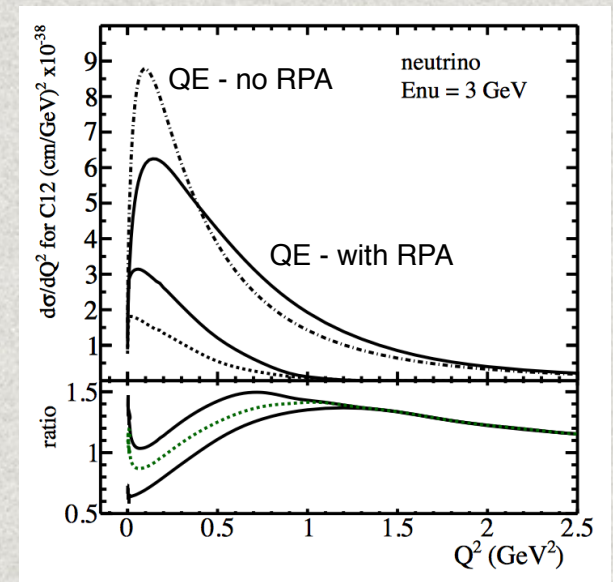 dσ/dQ² for C12 (cm/GeV)² x10⁻³⁸
9
8
7
6
5
4
3
2
1
QE - no RPA
neutrino
Enu = 3 GeV
QE - with RPA
ratio
1.5
1
0.5
0 0.5 1 1.5 2 2.5
Q² (GeV²)